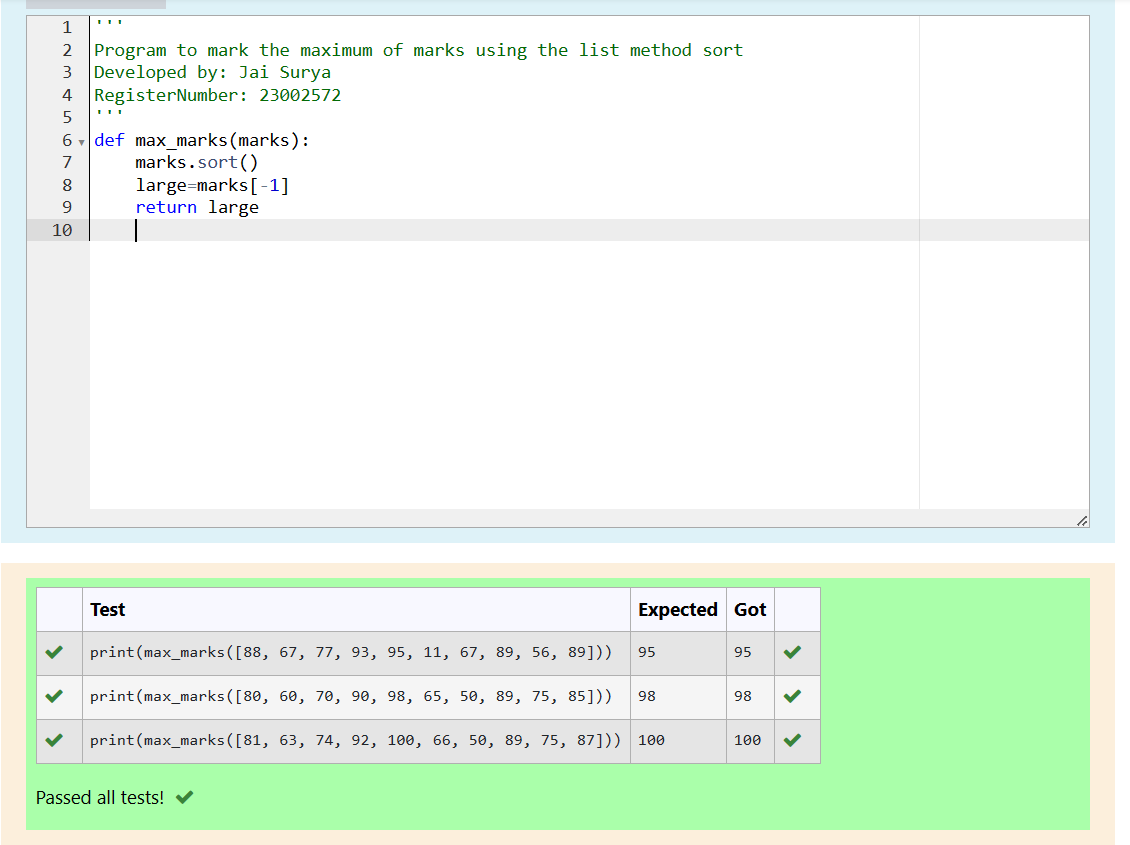 1 '''
2 Program to mark the maximum of marks using the list method sort
3 Developed by: Jai Surya
4 RegisterNumber: 23002572
5 '''
6 def max_marks(marks):
7     marks.sort()
8     large=marks[-1]
9     return large
10
Test Expected Got
print(max_marks([88, 67, 77, 93, 95, 11, 67, 89, 56, 89])) 95 95
print(max_marks([80, 60, 70, 90, 98, 65, 50, 89, 75, 85])) 98 98
print(max_marks([81, 63, 74, 92, 100, 66, 50, 89, 75, 87])) 100 100
Passed all tests!